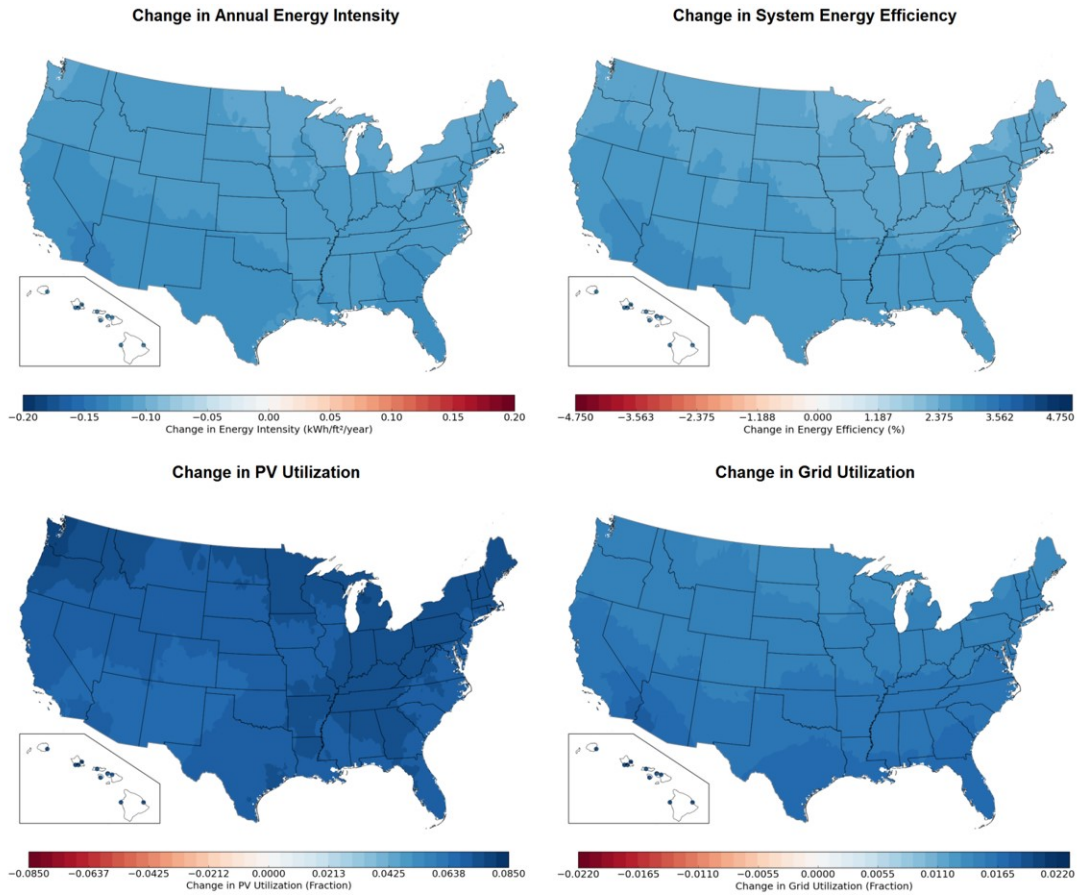 Change in Annual Energy Intensity
Change in System Energy Efficiency
−0.20 −0.15 −0.10 −0.05 0.00 0.05 0.10 0.15 0.20
Change in Energy Intensity (kWh/ft²/year)
−4.750 −3.563 −2.375 −1.188 0.000 1.187 2.375 3.562 4.750
Change in Energy Efficiency (%)
Change in PV Utilization
Change in Grid Utilization
−0.0850 −0.0637 −0.0425 −0.0212 0.0000 0.0213 0.0425 0.0638 0.0850
Change in PV Utilization (Fraction)
−0.0220 −0.0165 −0.0110 −0.0055 0.0000 0.0055 0.0110 0.0165 0.0220
Change in Grid Utilization (Fraction)